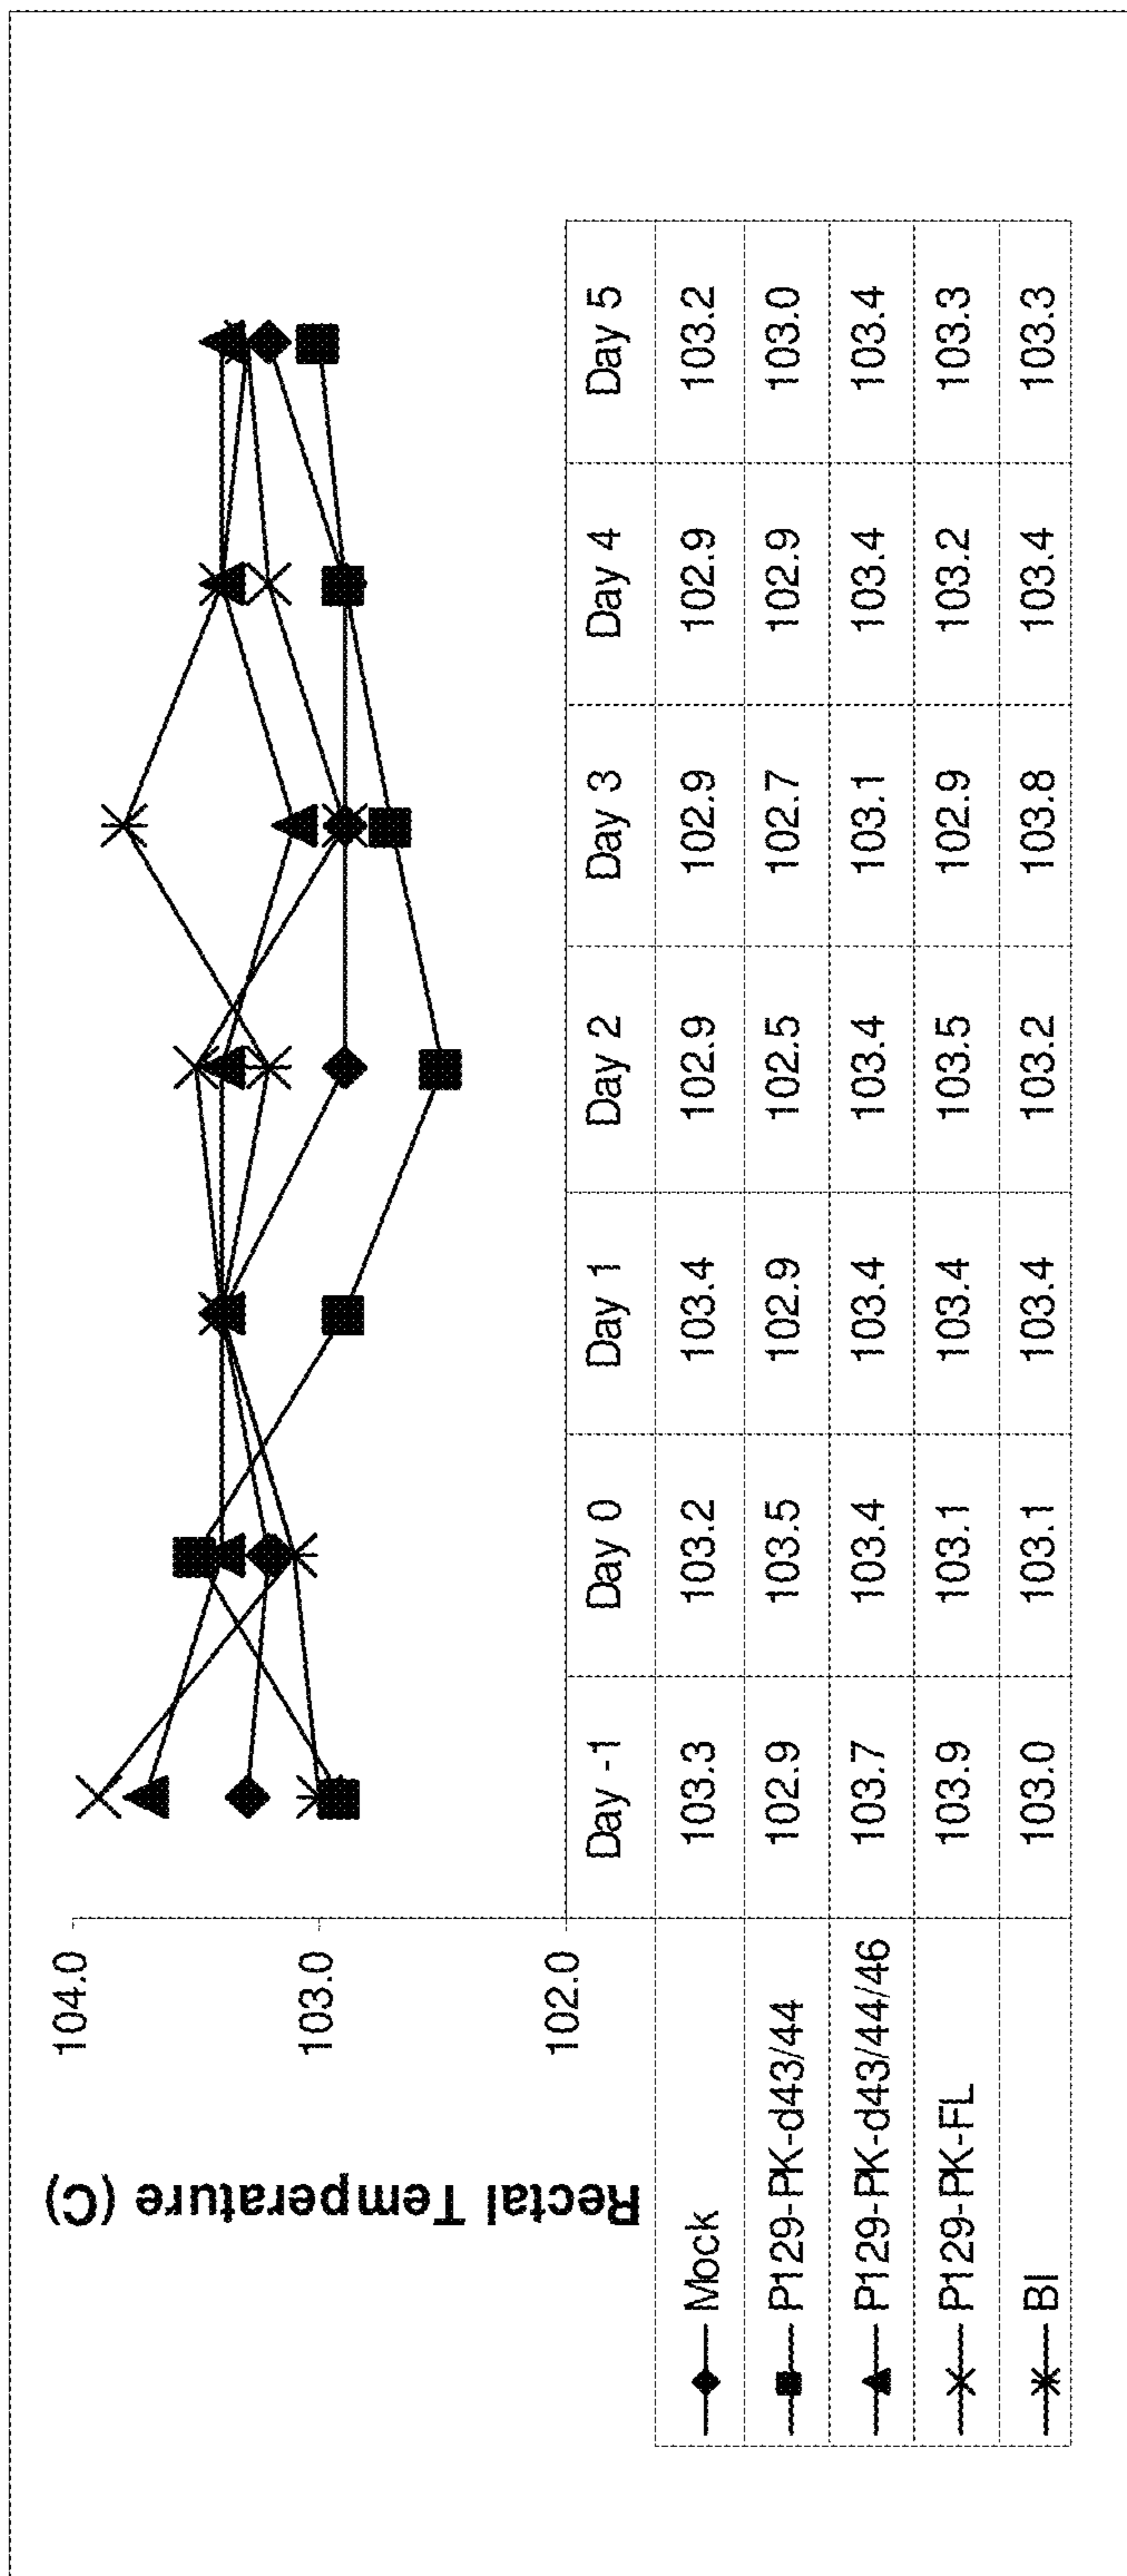 Rectal Temperature (C)
104.0
103.0
102.0
Day -1 Day 0 Day 1 Day 2 Day 3 Day 4 Day 5
Mock 103.3 103.2 103.4 102.9 102.9 102.9 103.2
P129-PK-d43/44 102.9 103.5 102.9 102.5 102.7 102.9 103.0
P129-PK-d43/44/46 103.7 103.4 103.4 103.4 103.1 103.4 103.4
P129-PK-FL 103.9 103.1 103.4 103.5 102.9 103.2 103.3
BI 103.0 103.1 103.4 103.2 103.8 103.4 103.3